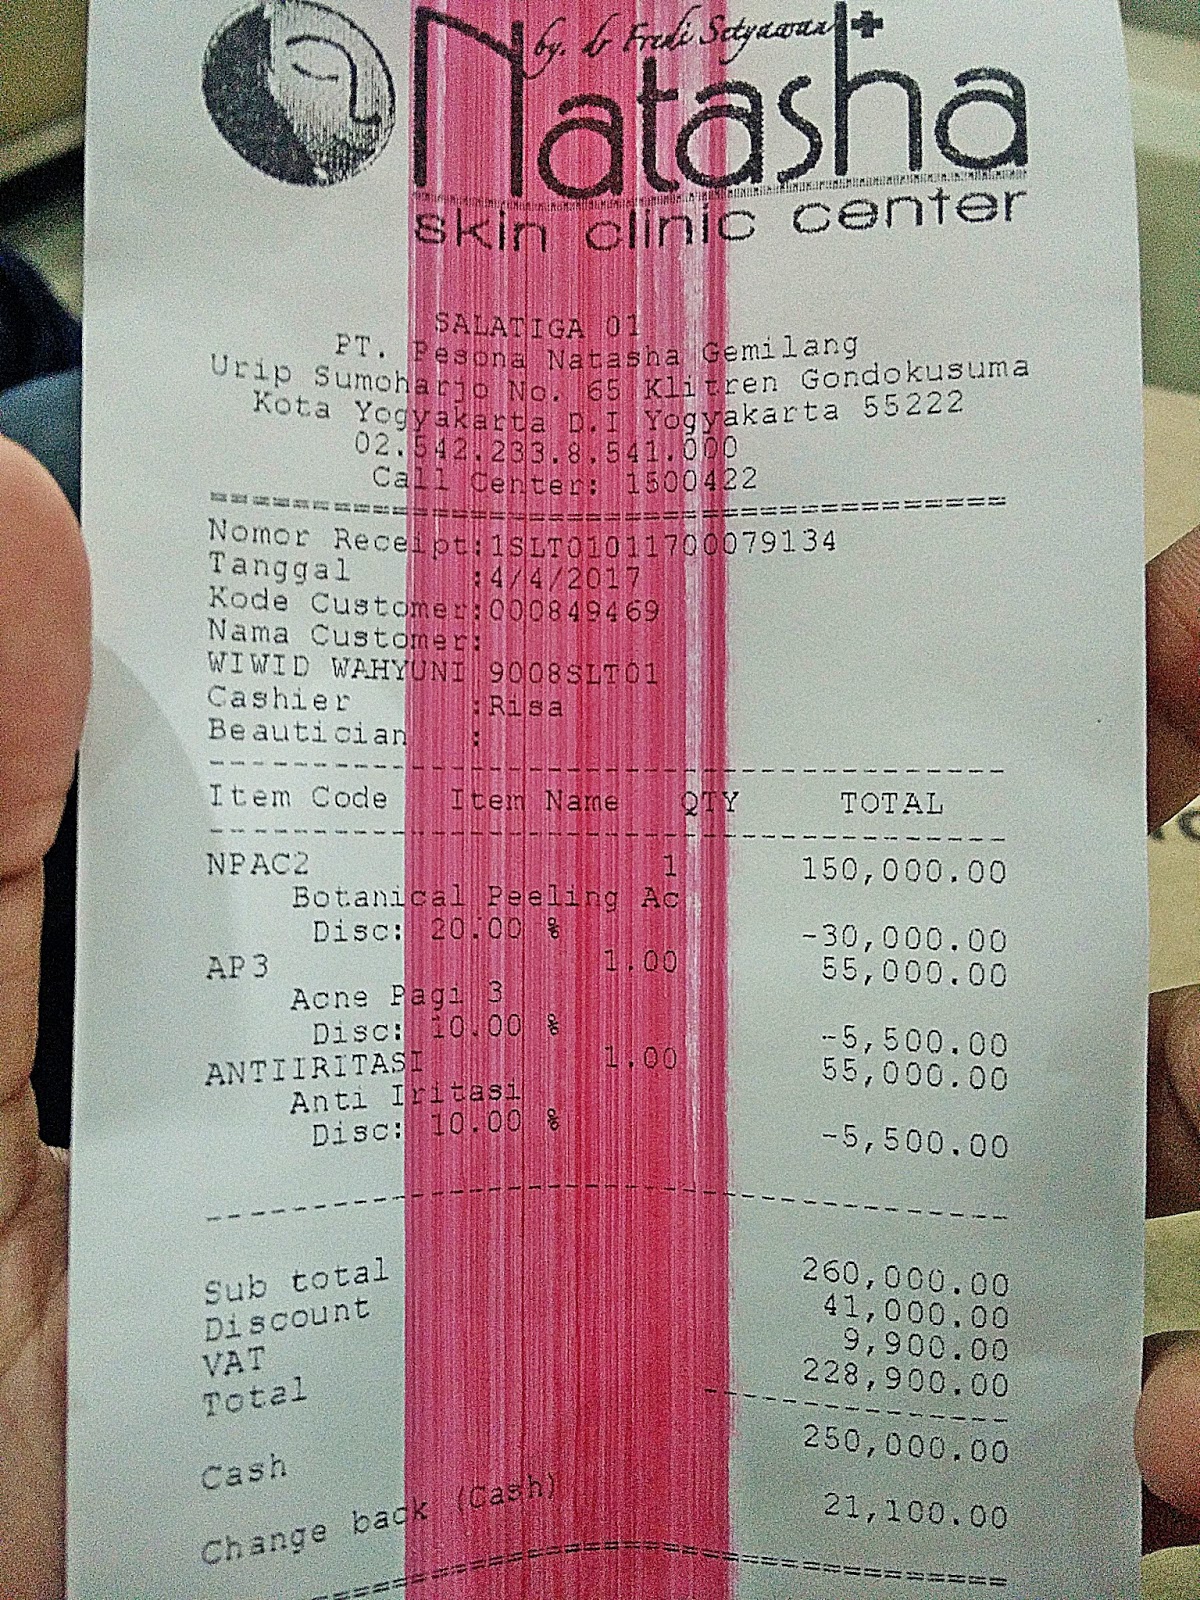 by. dr Fredi Setyawan
Natasha
skin clinic center
SALATIGA 01
PT. Pesona Natasha Gemilang
Urip Sumoharjo No. 65 Klitren Gondokusuma
Kota Yogyakarta D.I Yogyakarta 55222
02.542.233.8.541.000
Call Center: 1500422
=========================================
Nomor Receipt:1SLT01011700079134
Tanggal :4/4/2017
Kode Customer:000849469
Nama Customer:
WIWID WAHYUNI 9008SLT01
Cashier :Risa
Beautician :
-----------------------------------------
Item Code Item Name QTY TOTAL
-----------------------------------------
NPAC2 1 150,000.00
Botanical Peeling Ac
Disc: 20.00 % -30,000.00
AP3 1.00 55,000.00
Acne Pagi 3
Disc: 10.00 % -5,500.00
ANTIIRITASI 1.00 55,000.00
Anti Iritasi
Disc: 10.00 % -5,500.00
-----------------------------------------
Sub total 260,000.00
Discount 41,000.00
VAT 9,900.00
Total 228,900.00
----------------
Cash 250,000.00
Change back (Cash) 21,100.00
=========================================